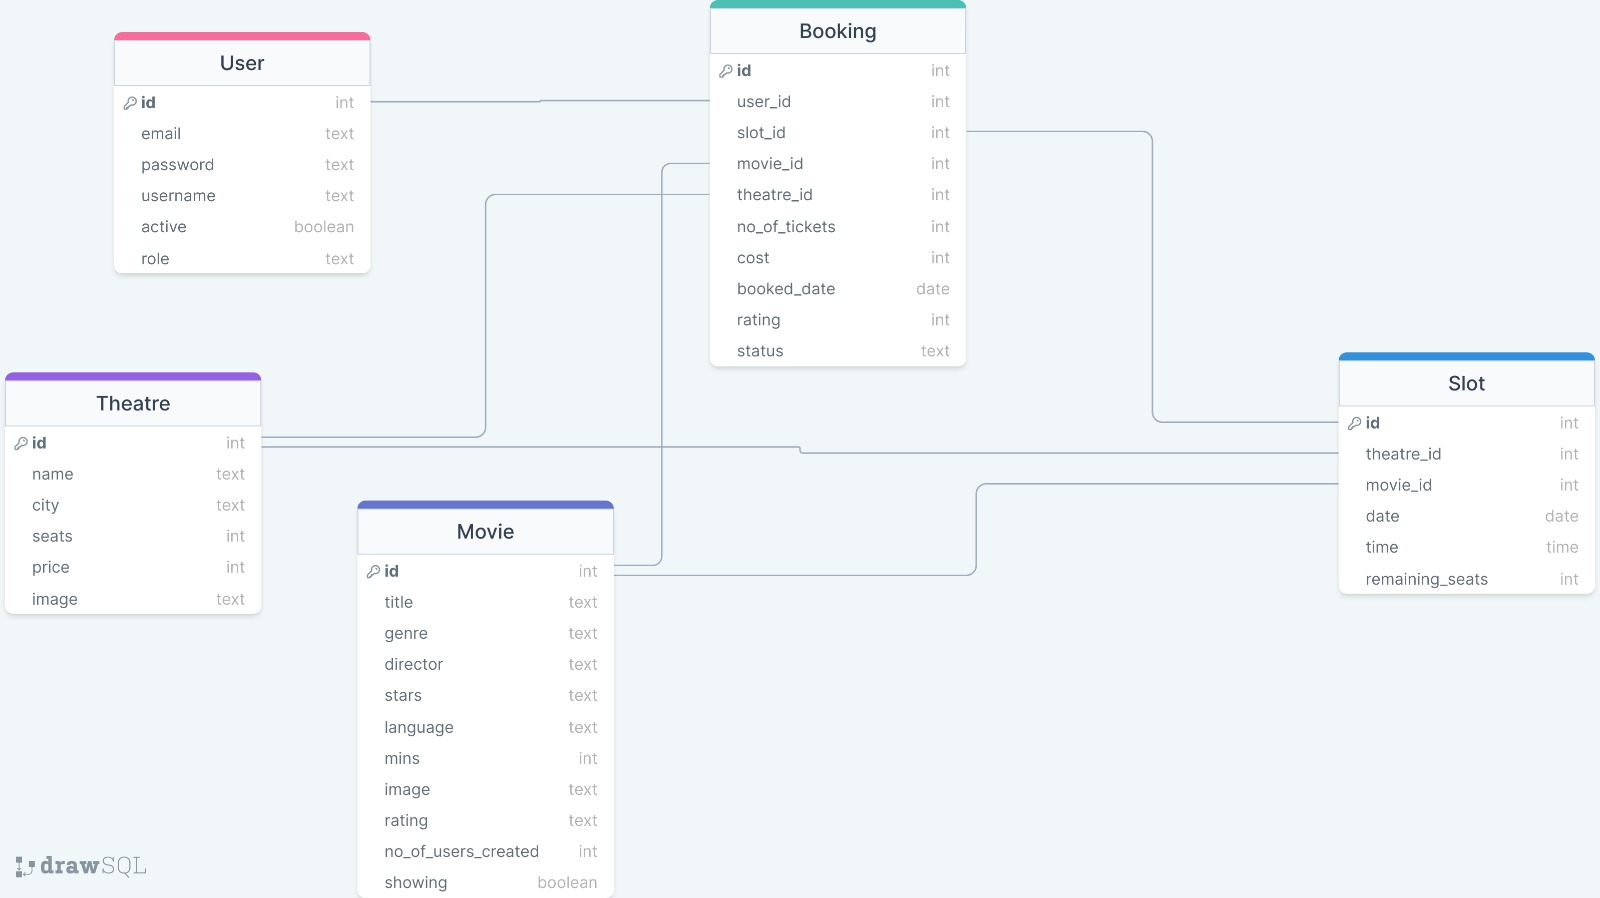 User
id int
email text
password text
username text
active boolean
role text
Booking
id int
user_id int
slot_id int
movie_id int
theatre_id int
no_of_tickets int
cost int
booked_date date
rating int
status text
Theatre
id int
name text
city text
seats int
price int
image text
Movie
id int
title text
genre text
director text
stars text
language text
mins int
image text
rating text
no_of_users_created int
showing boolean
Slot
id int
theatre_id int
movie_id int
date date
time time
remaining_seats int
drawSQL